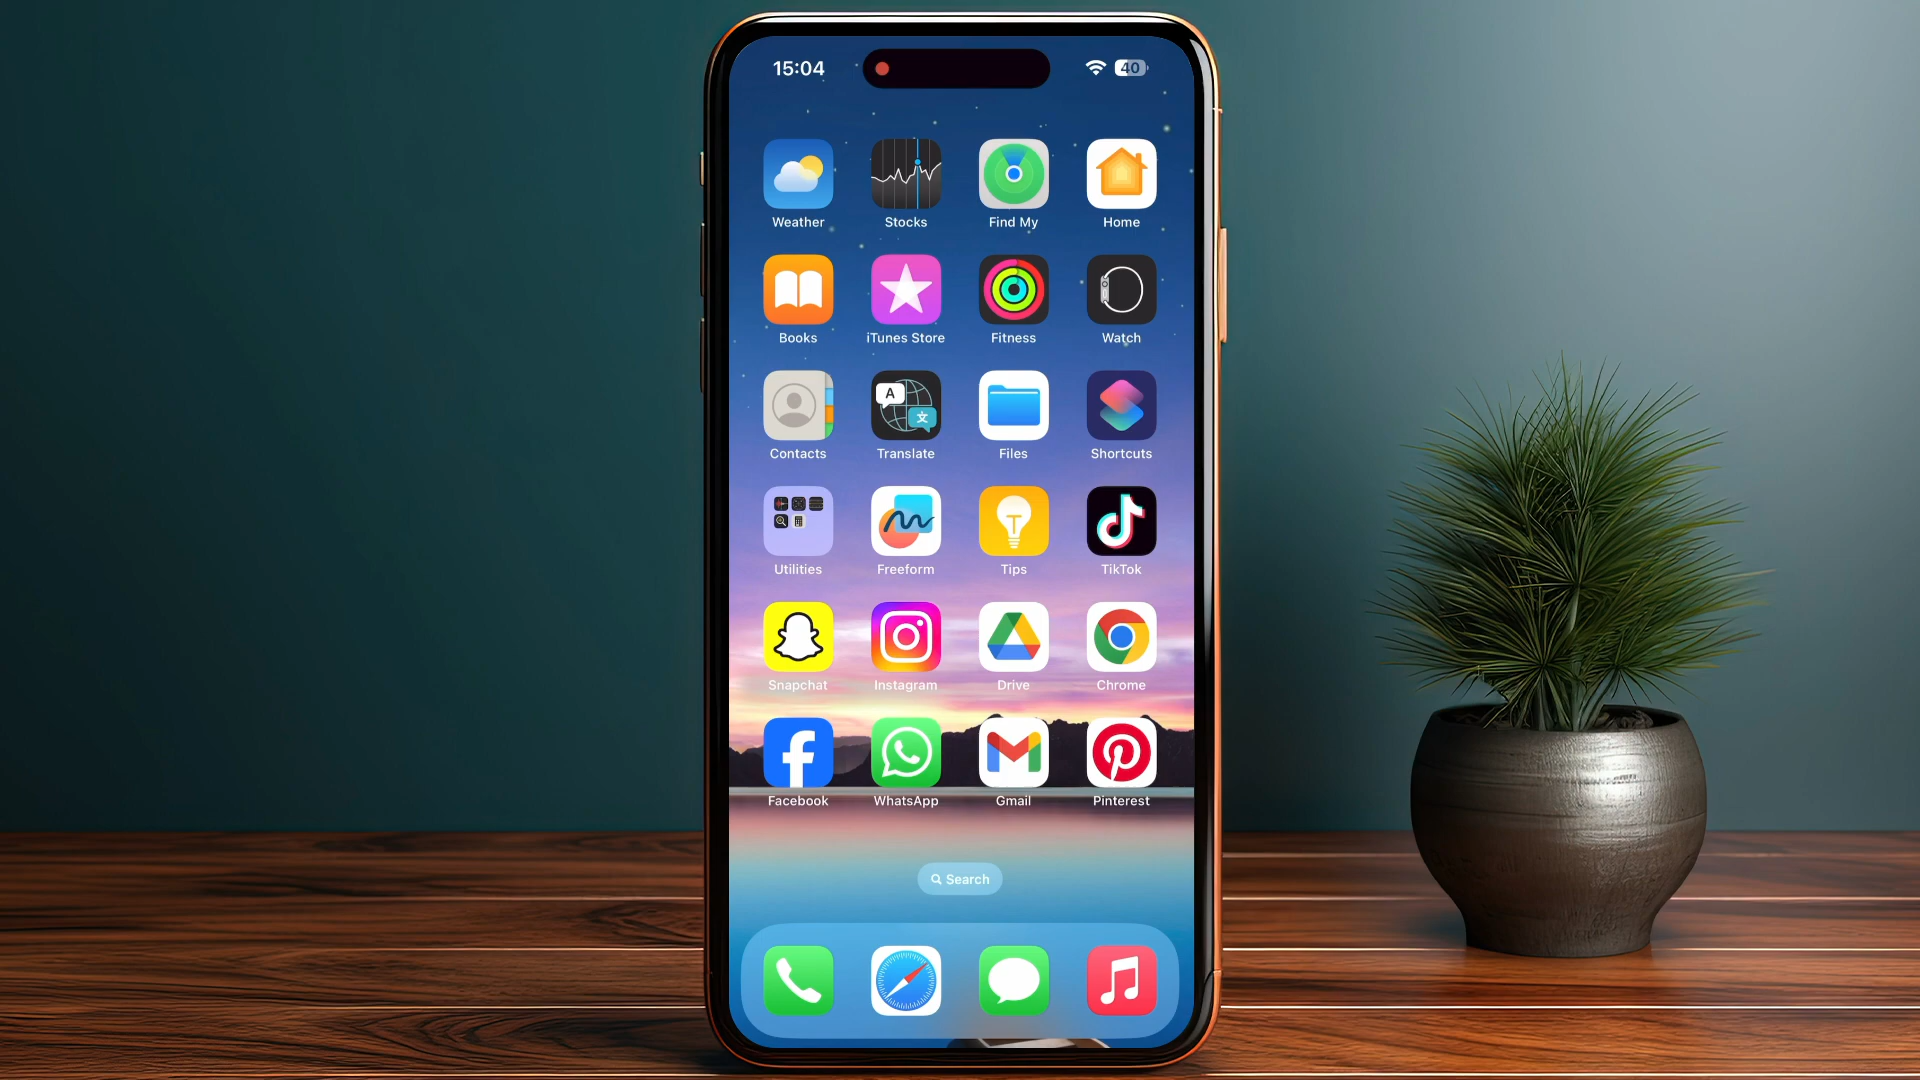 15:04 40
Weather Stocks Find My Home
Books iTunes Store Fitness Watch
Contacts A 文 Translate Files Shortcuts
Utilities Freeform Tips TikTok
Snapchat Instagram Drive Chrome
Facebook WhatsApp Gmail Pinterest
Search